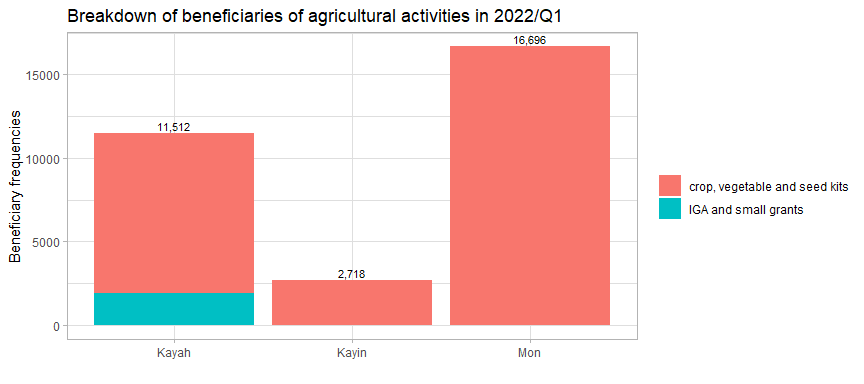 Breakdown of beneficiaries of agricultural activities in 2022/Q1
Beneficiary frequencies
15000
10000
5000
0
11,512
2,718
16,696
Kayah
Kayin
Mon
crop, vegetable and seed kits
IGA and small grants